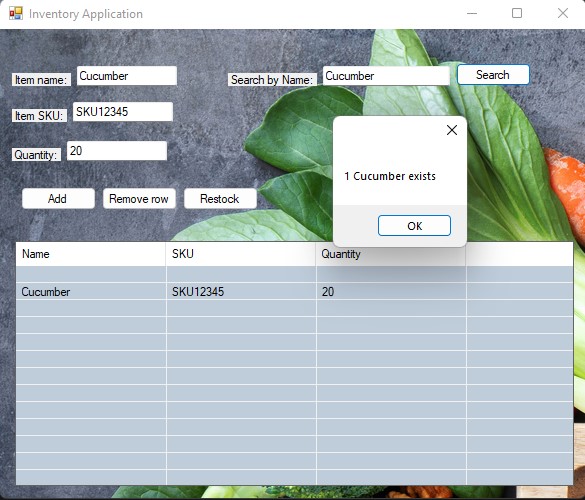 Inventory Application
Item name: Cucumber
Search by Name: Cucumber Search
Item SKU: SKU12345
Quantity: 20
1 Cucumber exists
OK
Add Remove row Restock
Name SKU Quantity
Cucumber SKU12345 20